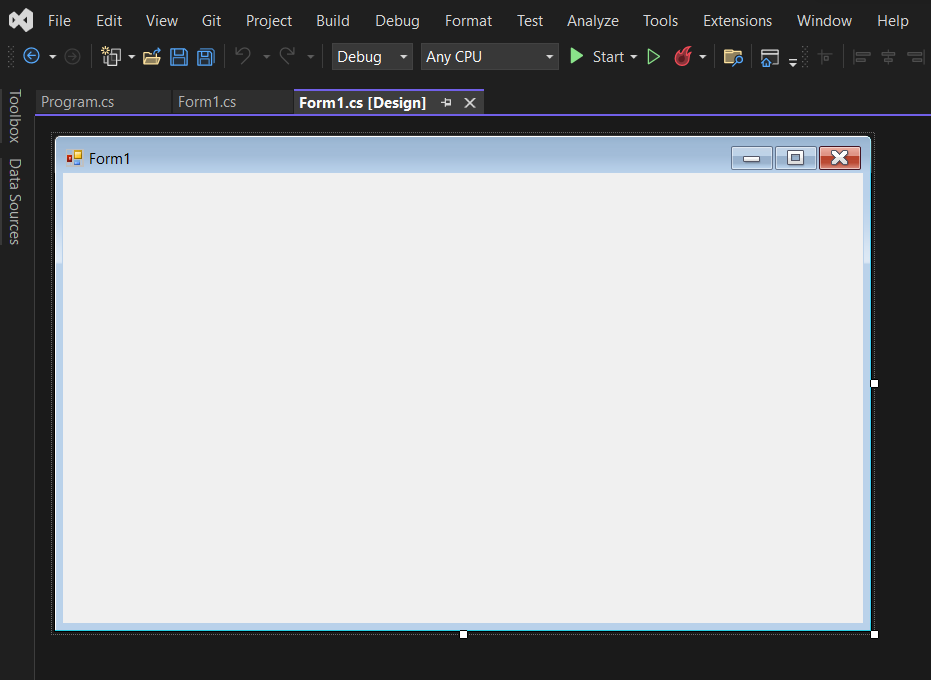 File Edit View Git Project Build Debug Format Test Analyze Tools Extensions Window Help
Debug Any CPU Start
Program.cs Form1.cs Form1.cs [Design]
Toolbox
Data Sources
Form1